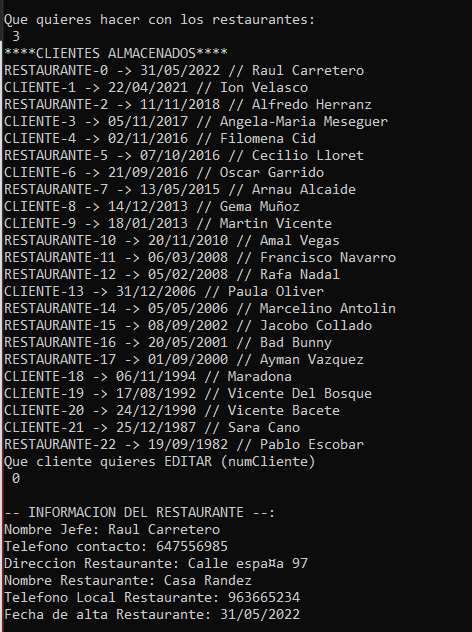 Que quieres hacer con los restaurantes:
3
****CLIENTES ALMACENADOS****
RESTAURANTE-0 -> 31/05/2022 // Raul Carretero
CLIENTE-1 -> 22/04/2021 // Ion Velasco
RESTAURANTE-2 -> 11/11/2018 // Alfredo Herranz
CLIENTE-3 -> 05/11/2017 // Angela-Maria Meseguer
CLIENTE-4 -> 02/11/2016 // Filomena Cid
RESTAURANTE-5 -> 07/10/2016 // Cecilio Lloret
CLIENTE-6 -> 21/09/2016 // Oscar Garrido
RESTAURANTE-7 -> 13/05/2015 // Arnau Alcaide
CLIENTE-8 -> 14/12/2013 // Gema Muñoz
CLIENTE-9 -> 18/01/2013 // Martin Vicente
RESTAURANTE-10 -> 20/11/2010 // Amal Vegas
RESTAURANTE-11 -> 06/03/2008 // Francisco Navarro
RESTAURANTE-12 -> 05/02/2008 // Rafa Nadal
CLIENTE-13 -> 31/12/2006 // Paula Oliver
RESTAURANTE-14 -> 05/05/2006 // Marcelino Antolin
RESTAURANTE-15 -> 08/09/2002 // Jacobo Collado
RESTAURANTE-16 -> 20/05/2001 // Bad Bunny
RESTAURANTE-17 -> 01/09/2000 // Ayman Vazquez
CLIENTE-18 -> 06/11/1994 // Maradona
CLIENTE-19 -> 17/08/1992 // Vicente Del Bosque
CLIENTE-20 -> 24/12/1990 // Vicente Bacete
CLIENTE-21 -> 25/12/1987 // Sara Cano
RESTAURANTE-22 -> 19/09/1982 // Pablo Escobar
Que cliente quieres EDITAR (numCliente)
0
-- INFORMACION DEL RESTAURANTE --:
Nombre Jefe: Raul Carretero
Telefono contacto: 647556985
Direccion Restaurante: Calle espa¤a 97
Nombre Restaurante: Casa Randez
Telefono Local Restaurante: 963665234
Fecha de alta Restaurante: 31/05/2022